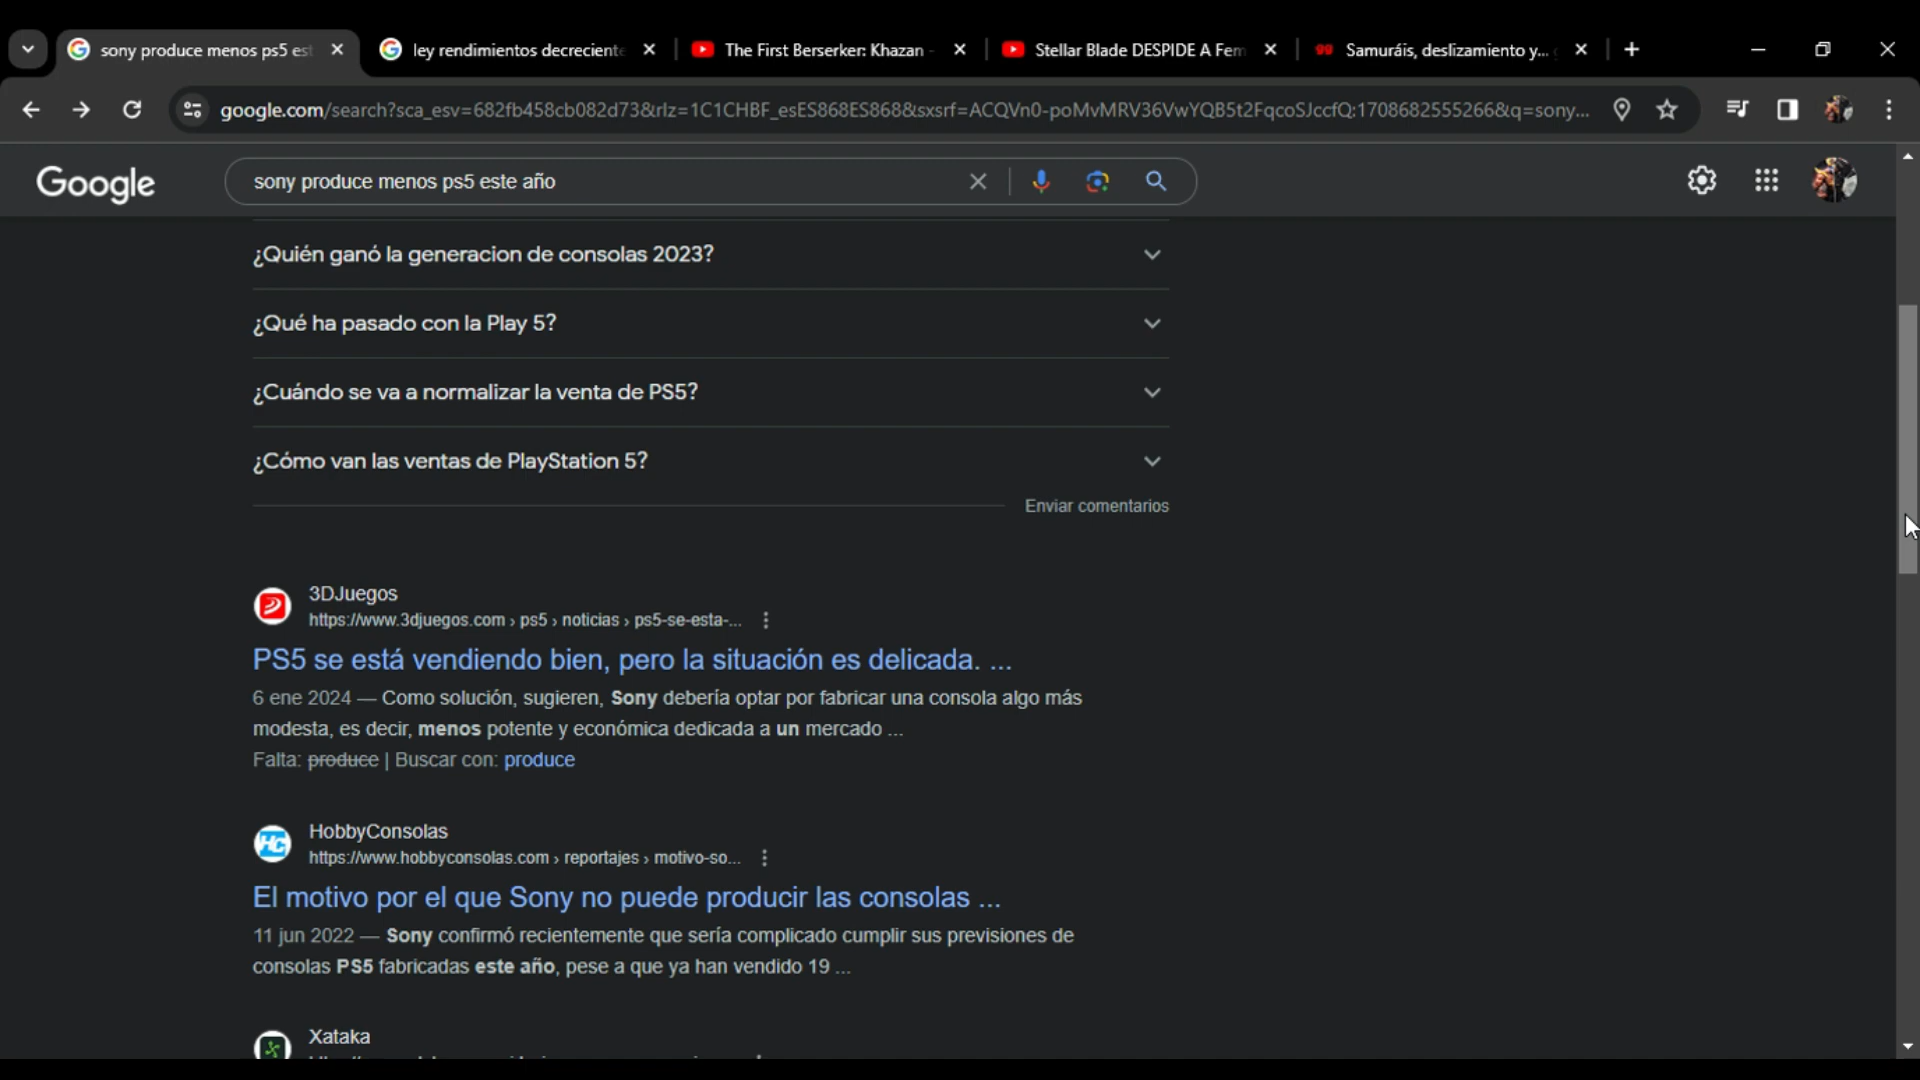 sony produce menos ps5 est
ley rendimientos decreciente
The First Berserker: Khazan -
Stellar Blade DESPIDE A Fem
Samuráis, deslizamiento y...
google.com/search?sca_esv=682fb458cb082d73&rlz=1C1CHBF_esES868ES868&sxsrf=ACQVn0-poMvMRV36VwYQB5t2FqcoSJccfQ:1708682555266&q=sony...
Google
sony produce menos ps5 este año
¿Quién ganó la generacion de consolas 2023?
¿Qué ha pasado con la Play 5?
¿Cuándo se va a normalizar la venta de PS5?
¿Cómo van las ventas de PlayStation 5?
Enviar comentarios
3DJuegos
https://www.3djuegos.com › ps5 › noticias › ps5-se-esta-...
PS5 se está vendiendo bien, pero la situación es delicada. ...
6 ene 2024 — Como solución, sugieren, Sony debería optar por fabricar una consola algo más
modesta, es decir, menos potente y económica dedicada a un mercado ...
Falta: produce | Buscar con: produce
HobbyConsolas
https://www.hobbyconsolas.com › reportajes › motivo-so...
El motivo por el que Sony no puede producir las consolas ...
11 jun 2022 — Sony confirmó recientemente que sería complicado cumplir sus previsiones de
consolas PS5 fabricadas este año, pese a que ya han vendido 19 ...
Xataka